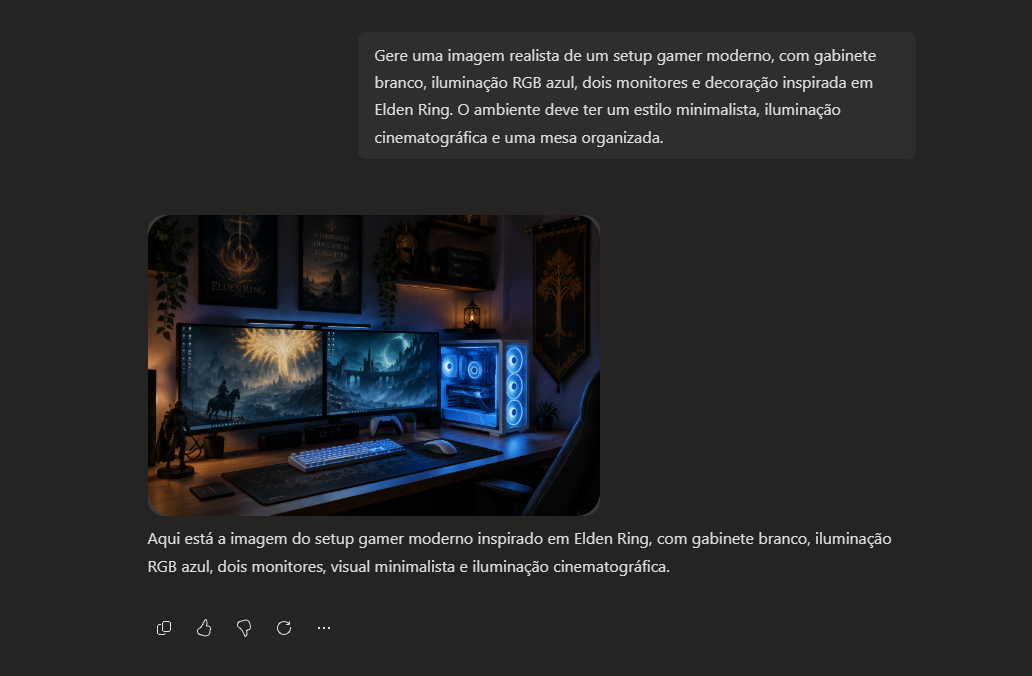 Gere uma imagem realista de um setup gamer moderno, com gabinete
branco, iluminação RGB azul, dois monitores e decoração inspirada em
Elden Ring. O ambiente deve ter um estilo minimalista, iluminação
cinematográfica e uma mesa organizada.
ELDEN RING
Aqui está a imagem do setup gamer moderno inspirado em Elden Ring, com gabinete branco, iluminação
RGB azul, dois monitores, visual minimalista e iluminação cinematográfica.